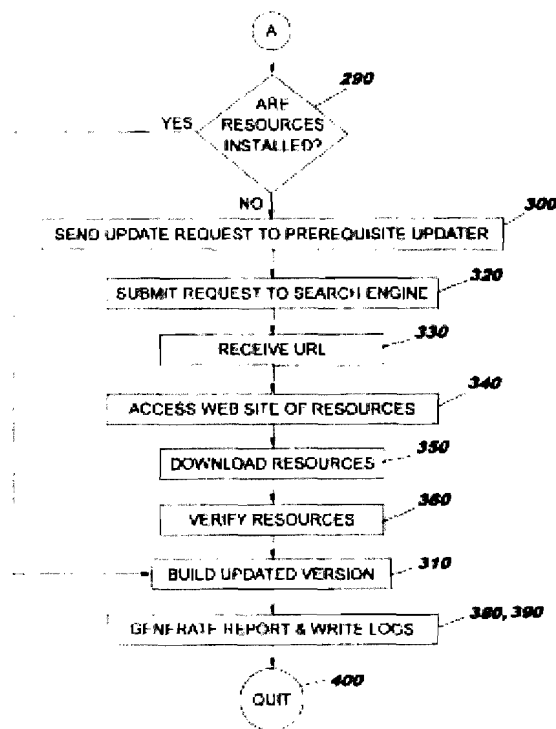 A
290
ARE
YES
RESOURCES
INSTALLED?
NO
300
SEND UPDATE REQUEST TO PREREQUISITE UPDATER
320
SUBMIT REQUEST TO SEARCH ENGINE
330
RECEIVE URL
340
ACCESS WEB SITE OF RESOURCES
350
DOWNLOAD RESOURCES
360
VERIFY RESOURCES
310
BUILD UPDATED VERSION
380, 390
GENERATE REPORT & WRITE LOGS
400
QUIT